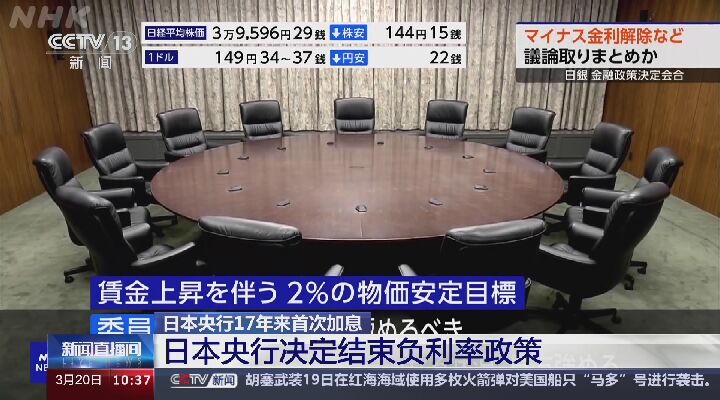 NHK
CCTV 13
新闻
日経平均株価 3万9,596円29銭 ↓株安 144円15銭
1ドル 149円34～37銭 ↓円安 22銭
マイナス金利解除など
議論取りまとめか
日銀 金融政策決定会合
賃金上昇を伴う 2%の物価安定目標
委員
めるべき
日本央行17年来首次加息
新闻直播间
日本央行决定结束负利率政策
3月20日 10:37 CCTV 新闻 胡塞武装19日在红海海域使用多枚火箭弹对美国船只“马多”号进行攻击。